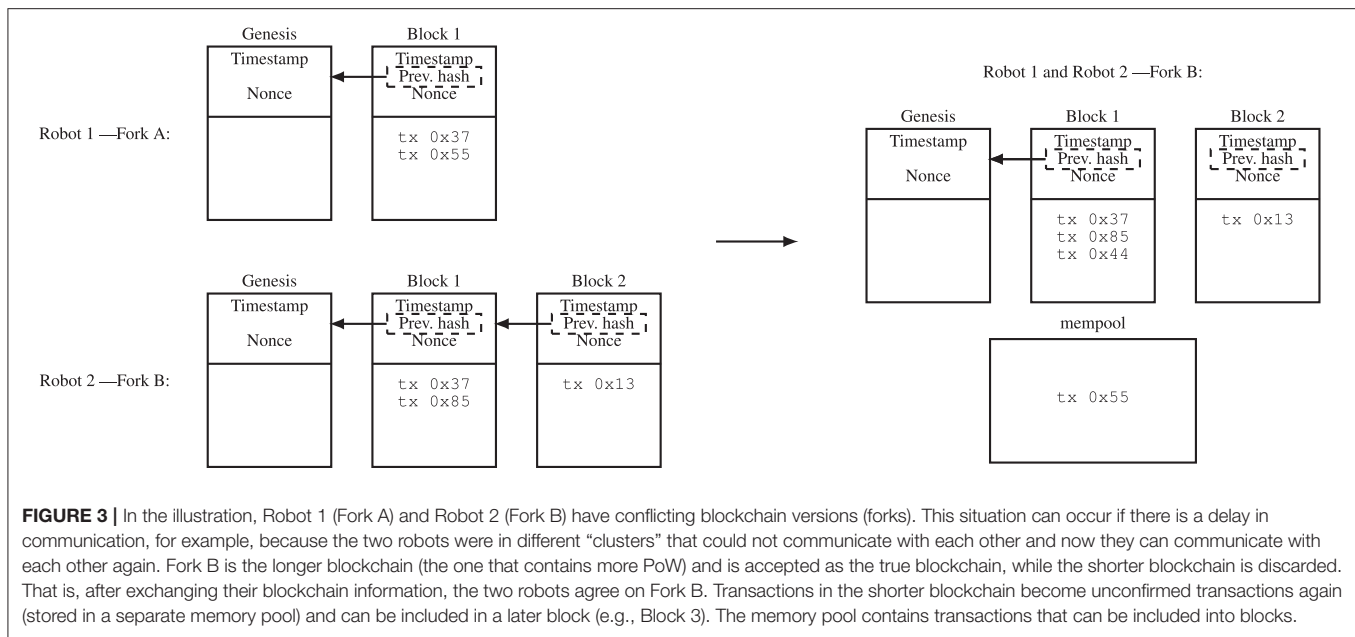 Genesis
Block 1
Timestamp
Timestamp
Prev. hash
Nonce
Nonce
Robot 1 —Fork A:
tx 0x37
tx 0x55
Genesis
Block 1
Block 2
Timestamp
Timestamp
Timestamp
Prev. hash
Prev. hash
Nonce
Nonce
Nonce
Robot 2 —Fork B:
tx 0x37
tx 0x13
tx 0x85
Robot 1 and Robot 2 —Fork B:
Genesis
Block 1
Block 2
Timestamp
Timestamp
Timestamp
Prev. hash
Prev. hash
Nonce
Nonce
Nonce
tx 0x37
tx 0x13
tx 0x85
tx 0x44
mempool
tx 0x55
FIGURE 3 | In the illustration, Robot 1 (Fork A) and Robot 2 (Fork B) have conflicting blockchain versions (forks). This situation can occur if there is a delay in
communication, for example, because the two robots were in different “clusters” that could not communicate with each other and now they can communicate with
each other again. Fork B is the longer blockchain (the one that contains more PoW) and is accepted as the true blockchain, while the shorter blockchain is discarded.
That is, after exchanging their blockchain information, the two robots agree on Fork B. Transactions in the shorter blockchain become unconfirmed transactions again
(stored in a separate memory pool) and can be included in a later block (e.g., Block 3). The memory pool contains transactions that can be included into blocks.